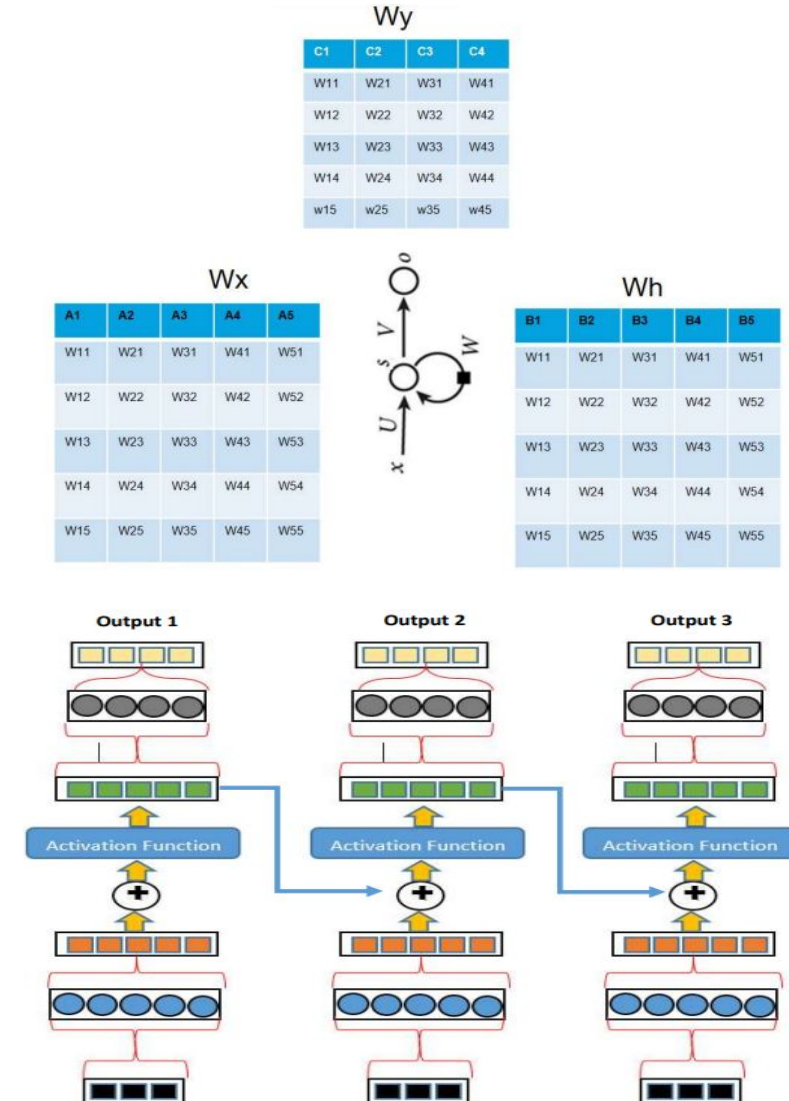 Wy
C1 C2 C3 C4
W11 W21 W31 W41
W12 W22 W32 W42
W13 W23 W33 W43
W14 W24 W34 W44
w15 w25 w35 w45
Wx
A1 A2 A3 A4 A5
W11 W21 W31 W41 W51
W12 W22 W32 W42 W52
W13 W23 W33 W43 W53
W14 W24 W34 W44 W54
W15 W25 W35 W45 W55
o
V
s
W
U
x
Wh
B1 B2 B3 B4 B5
W11 W21 W31 W41 W51
W12 W22 W32 W42 W52
W13 W23 W33 W43 W53
W14 W24 W34 W44 W54
W15 W25 W35 W45 W55
Output 1 Output 2 Output 3
Activation Function Activation Function Activation Function
+ + +